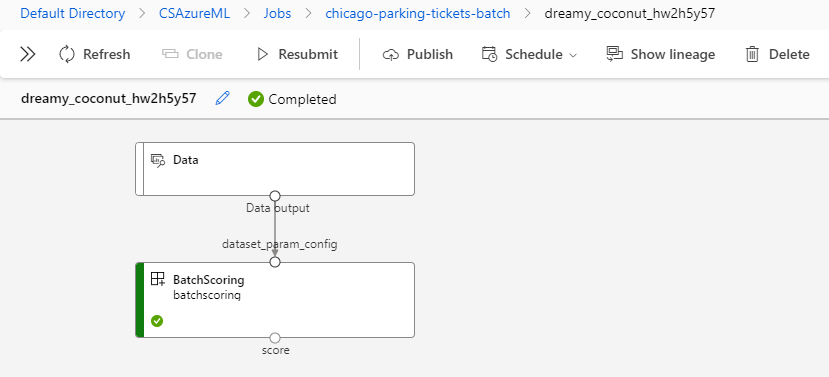 Default Directory > CSAzureML > Jobs > chicago-parking-tickets-batch > dreamy_coconut_hw2h5y57
Refresh Clone Resubmit Publish Schedule Show lineage Delete
dreamy_coconut_hw2h5y57 Completed
Data
Data output
dataset_param_config
BatchScoring
batchscoring
score